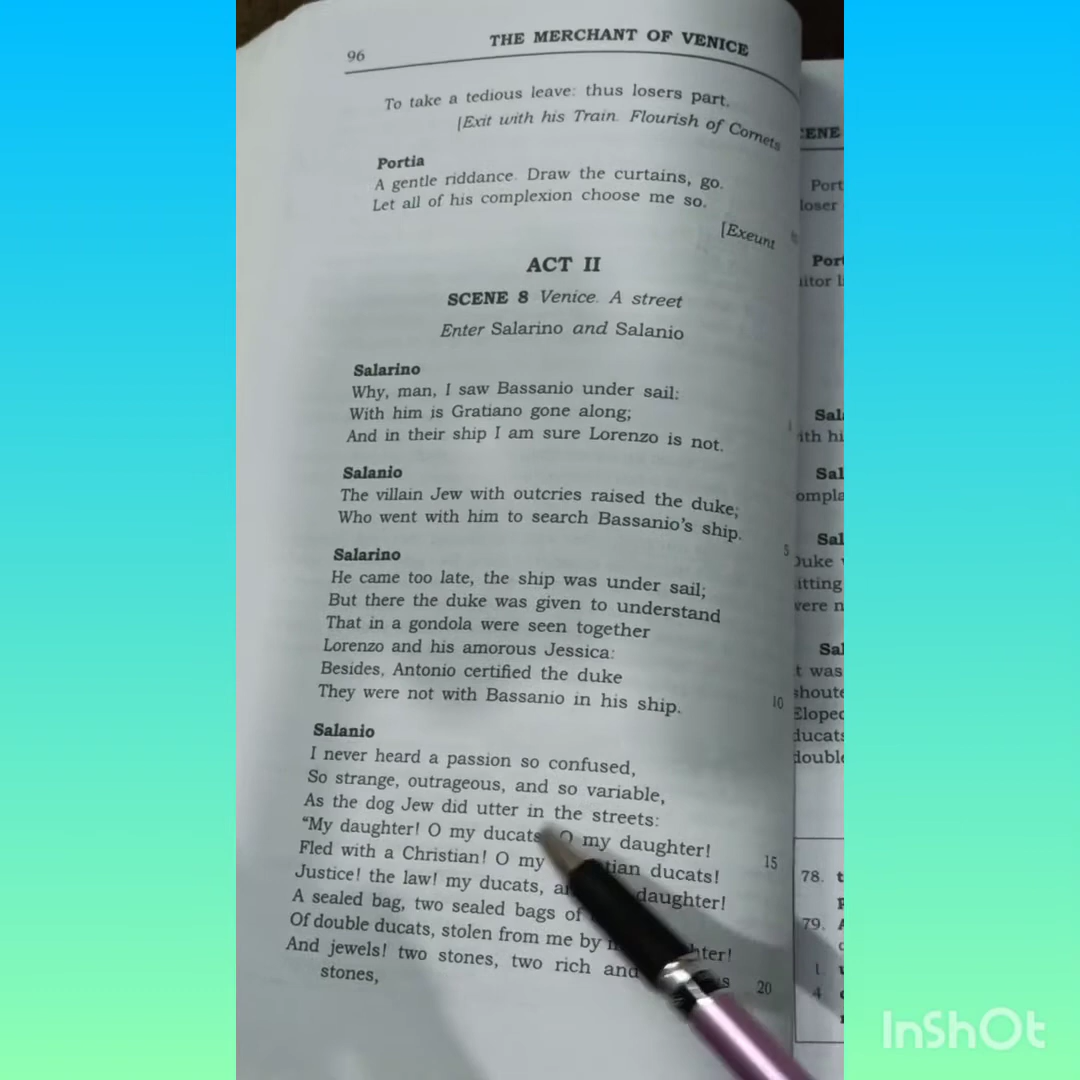 96
THE MERCHANT OF VENICE
To take a tedious leave: thus losers part.
[Exit with his Train. Flourish of Cornets
Portia
A gentle riddance. Draw the curtains, go.
Let all of his complexion choose me so.
[Exeunt
ACT II
SCENE 8 Venice. A street
Enter Salarino and Salanio
Salarino
Why, man, I saw Bassanio under sail:
With him is Gratiano gone along;
And in their ship I am sure Lorenzo is not.
Salanio
The villain Jew with outcries raised the duke;
Who went with him to search Bassanio's ship.
5
Salarino
He came too late, the ship was under sail;
But there the duke was given to understand
That in a gondola were seen together
Lorenzo and his amorous Jessica:
Besides, Antonio certified the duke
They were not with Bassanio in his ship.
10
Salanio
I never heard a passion so confused,
So strange, outrageous, and so variable,
As the dog Jew did utter in the streets:
"My daughter! O my ducats O my daughter!
15
Fled with a Christian! O my ducats!
Justice! the law! my ducats, daughter!
A sealed bag, two sealed bags of
Of double ducats, stolen from me by
And jewels! two stones, two rich and
20
stones,
78.
79.
InShOt